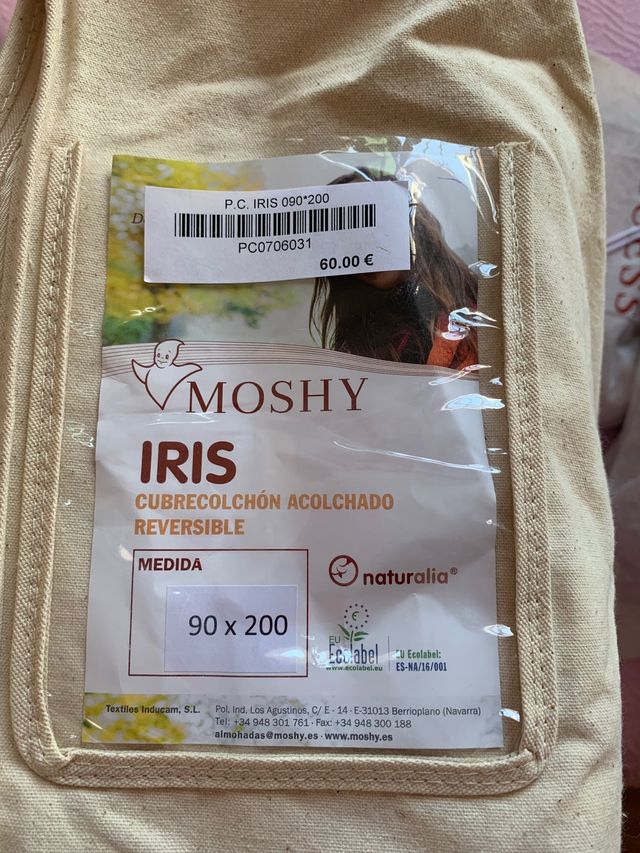 P.C. IRIS 090*200
PC0706031
60.00 €
MOSHY
IRIS
CUBRECOLCHÓN ACOLCHADO
REVERSIBLE
MEDIDA
90 x 200
naturalia®
EU
Ecolabel
www.ecolabel.eu
EU Ecolabel:
ES-NA/16/001
Textiles Inducam, S.L.
Pol. Ind. Los Agustinos, C/ E - 14 · E-31013 Berrioplano (Navarra)
Tel: +34 948 301 761 · Fax: +34 948 300 188
almohadas@moshy.es · www.moshy.es